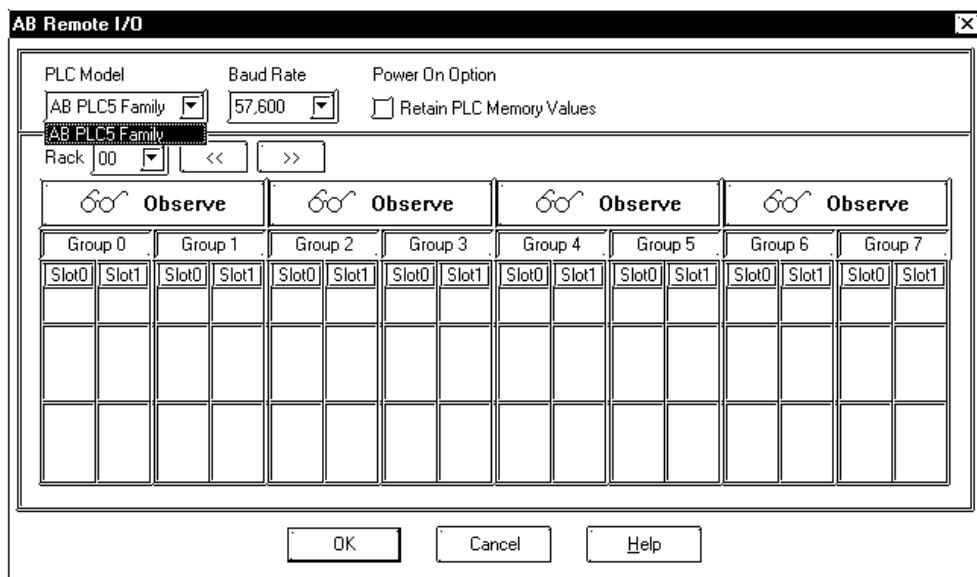 AB Remote I/O
PLC Model Baud Rate Power On Option
AB PLC5 Family 57,600 Retain PLC Memory Values
AB PLC5 Family
Rack 00 << >>
Observe Observe Observe Observe
Group 0 Group 1 Group 2 Group 3 Group 4 Group 5 Group 6 Group 7
Slot0 Slot1 Slot0 Slot1 Slot0 Slot1 Slot0 Slot1 Slot0 Slot1 Slot0 Slot1 Slot0 Slot1 Slot0 Slot1
OK Cancel Help